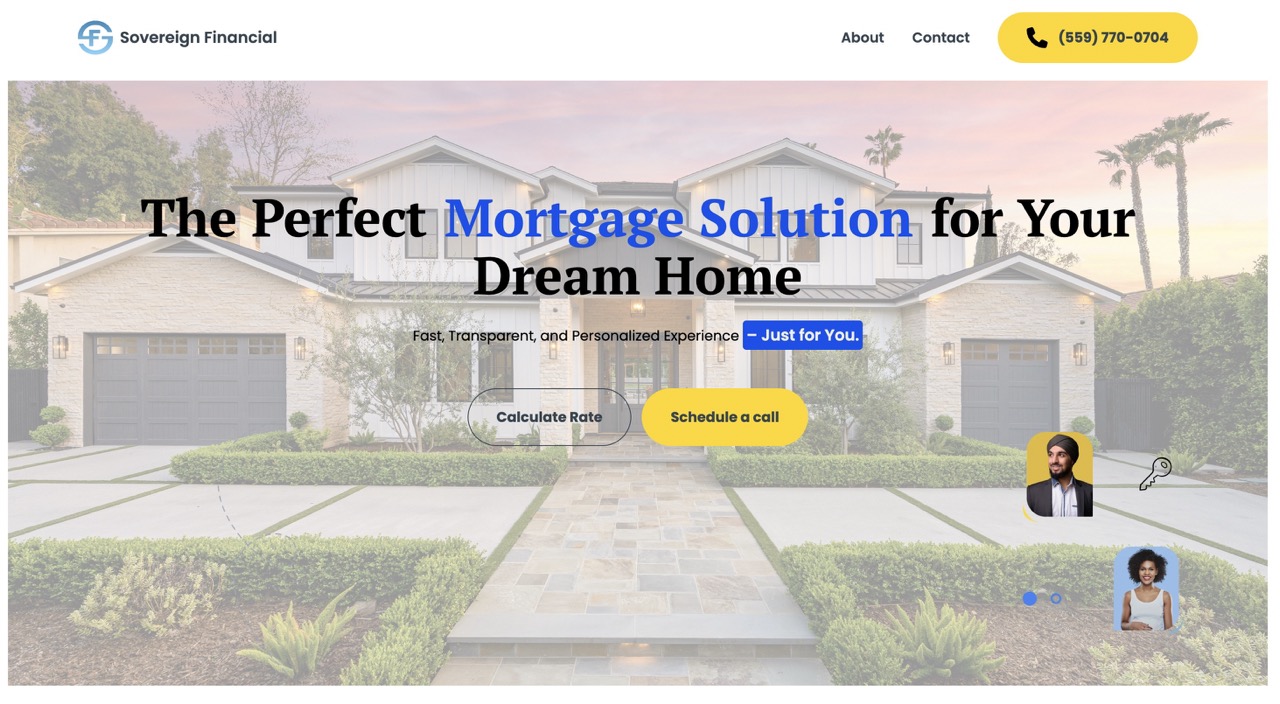 Sovereign Financial
About
Contact
(559) 770-0704
The Perfect Mortgage Solution for Your
Dream Home
Fast, Transparent, and Personalized Experience – Just for You.
Calculate Rate
Schedule a call